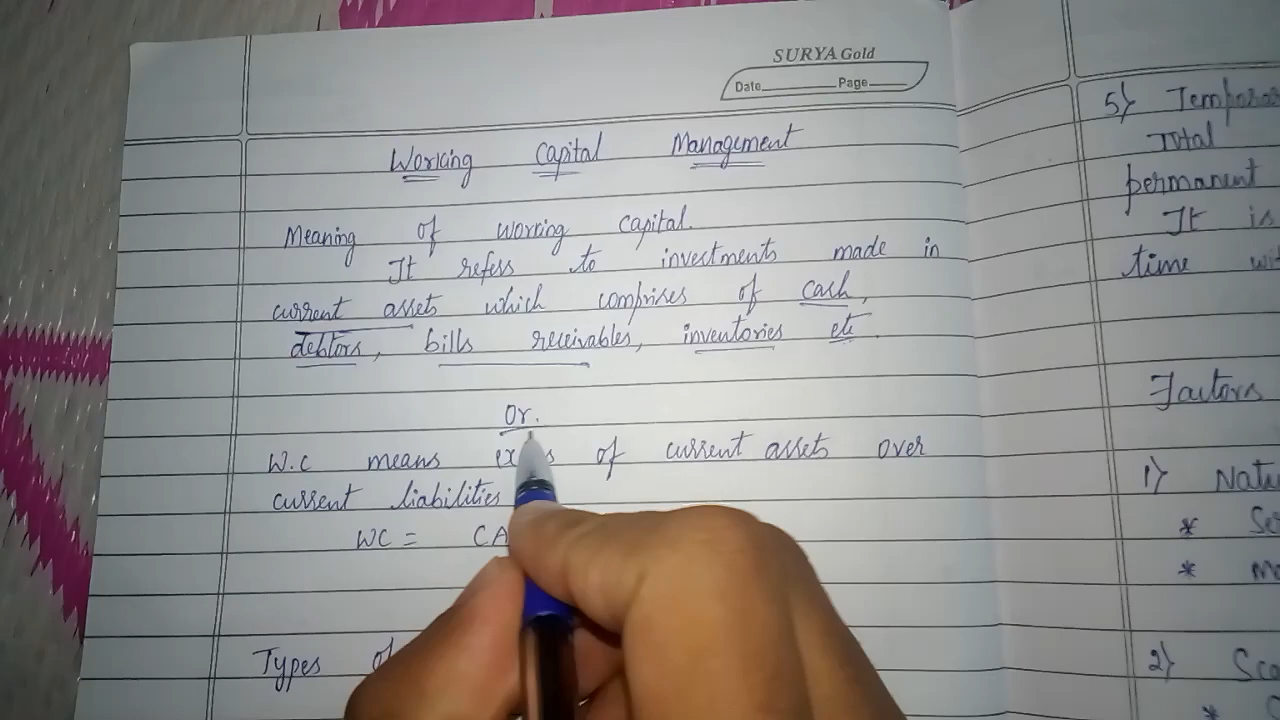 SURYA Gold
Date Page
Working Capital Management
Meaning of working capital.
It refers to investments made in
current assets which comprises of cash,
debtors, bills receivables, inventories etc.
Or.
W.C means of current assets over
current liabilities
WC = CA
Types of
5) 
Total
permanent
It is
time
Factors
1)
*
*
2)
*